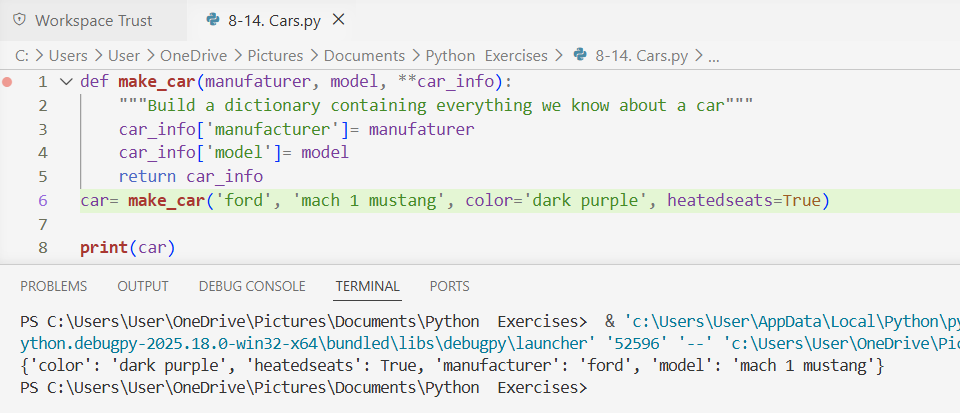 Workspace Trust 8-14. Cars.py
C: > Users > User > OneDrive > Pictures > Documents > Python Exercises > 8-14. Cars.py > ...
1 def make_car(manufaturer, model, **car_info):
2 """Build a dictionary containing everything we know about a car"""
3 car_info['manufacturer']= manufaturer
4 car_info['model']= model
5 return car_info
6 car= make_car('ford', 'mach 1 mustang', color='dark purple', heatedseats=True)
7
8 print(car)
PROBLEMS OUTPUT DEBUG CONSOLE TERMINAL PORTS
PS C:\Users\User\OneDrive\Pictures\Documents\Python Exercises> & 'c:\Users\User\AppData\Local\Python\py
ython.debugpy-2025.18.0-win32-x64\bundled\libs\debugpy\launcher' '52596' '--' 'c:\Users\User\OneDrive\Pic
{'color': 'dark purple', 'heatedseats': True, 'manufacturer': 'ford', 'model': 'mach 1 mustang'}
PS C:\Users\User\OneDrive\Pictures\Documents\Python Exercises>